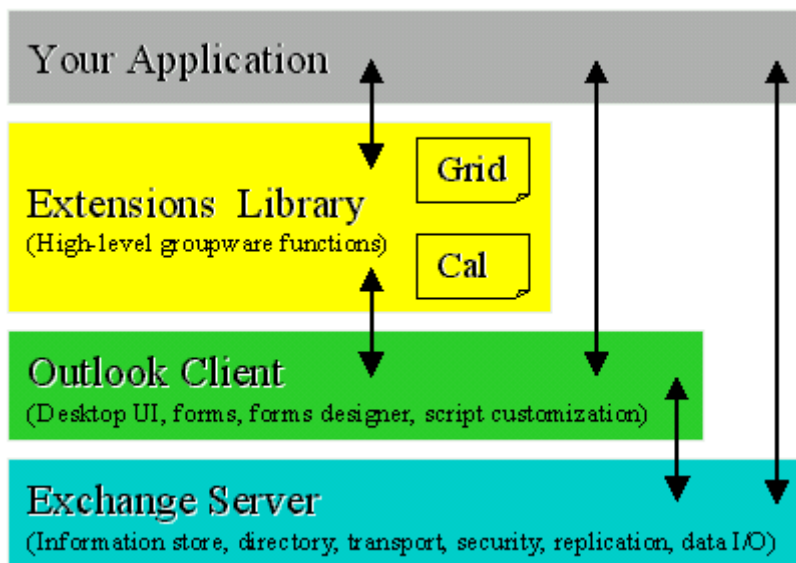 Your Application
Grid
Extensions Library
(High-level groupware functions)
Cal
Outlook Client
(Desktop UI, forms, forms designer, script customization)
Exchange Server
(Information store, directory, transport, security, replication, data I/O)